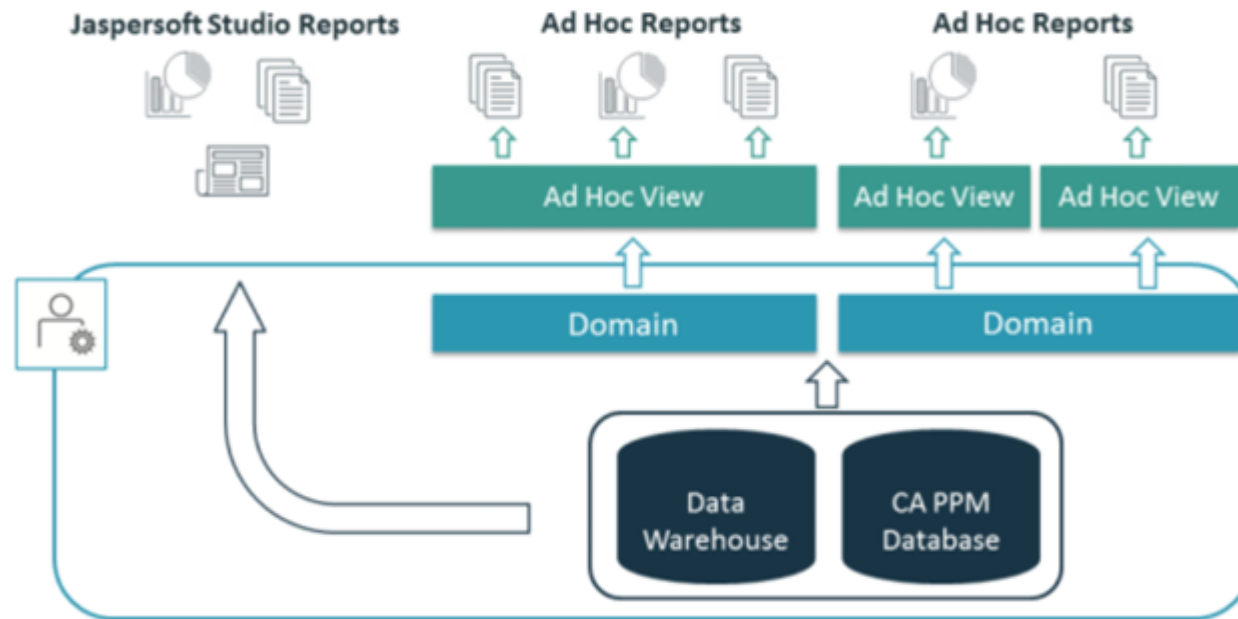 Jaspersoft Studio Reports
Ad Hoc Reports
Ad Hoc Reports
Ad Hoc View
Ad Hoc View
Ad Hoc View
Domain
Domain
Data
Warehouse
CA PPM
Database